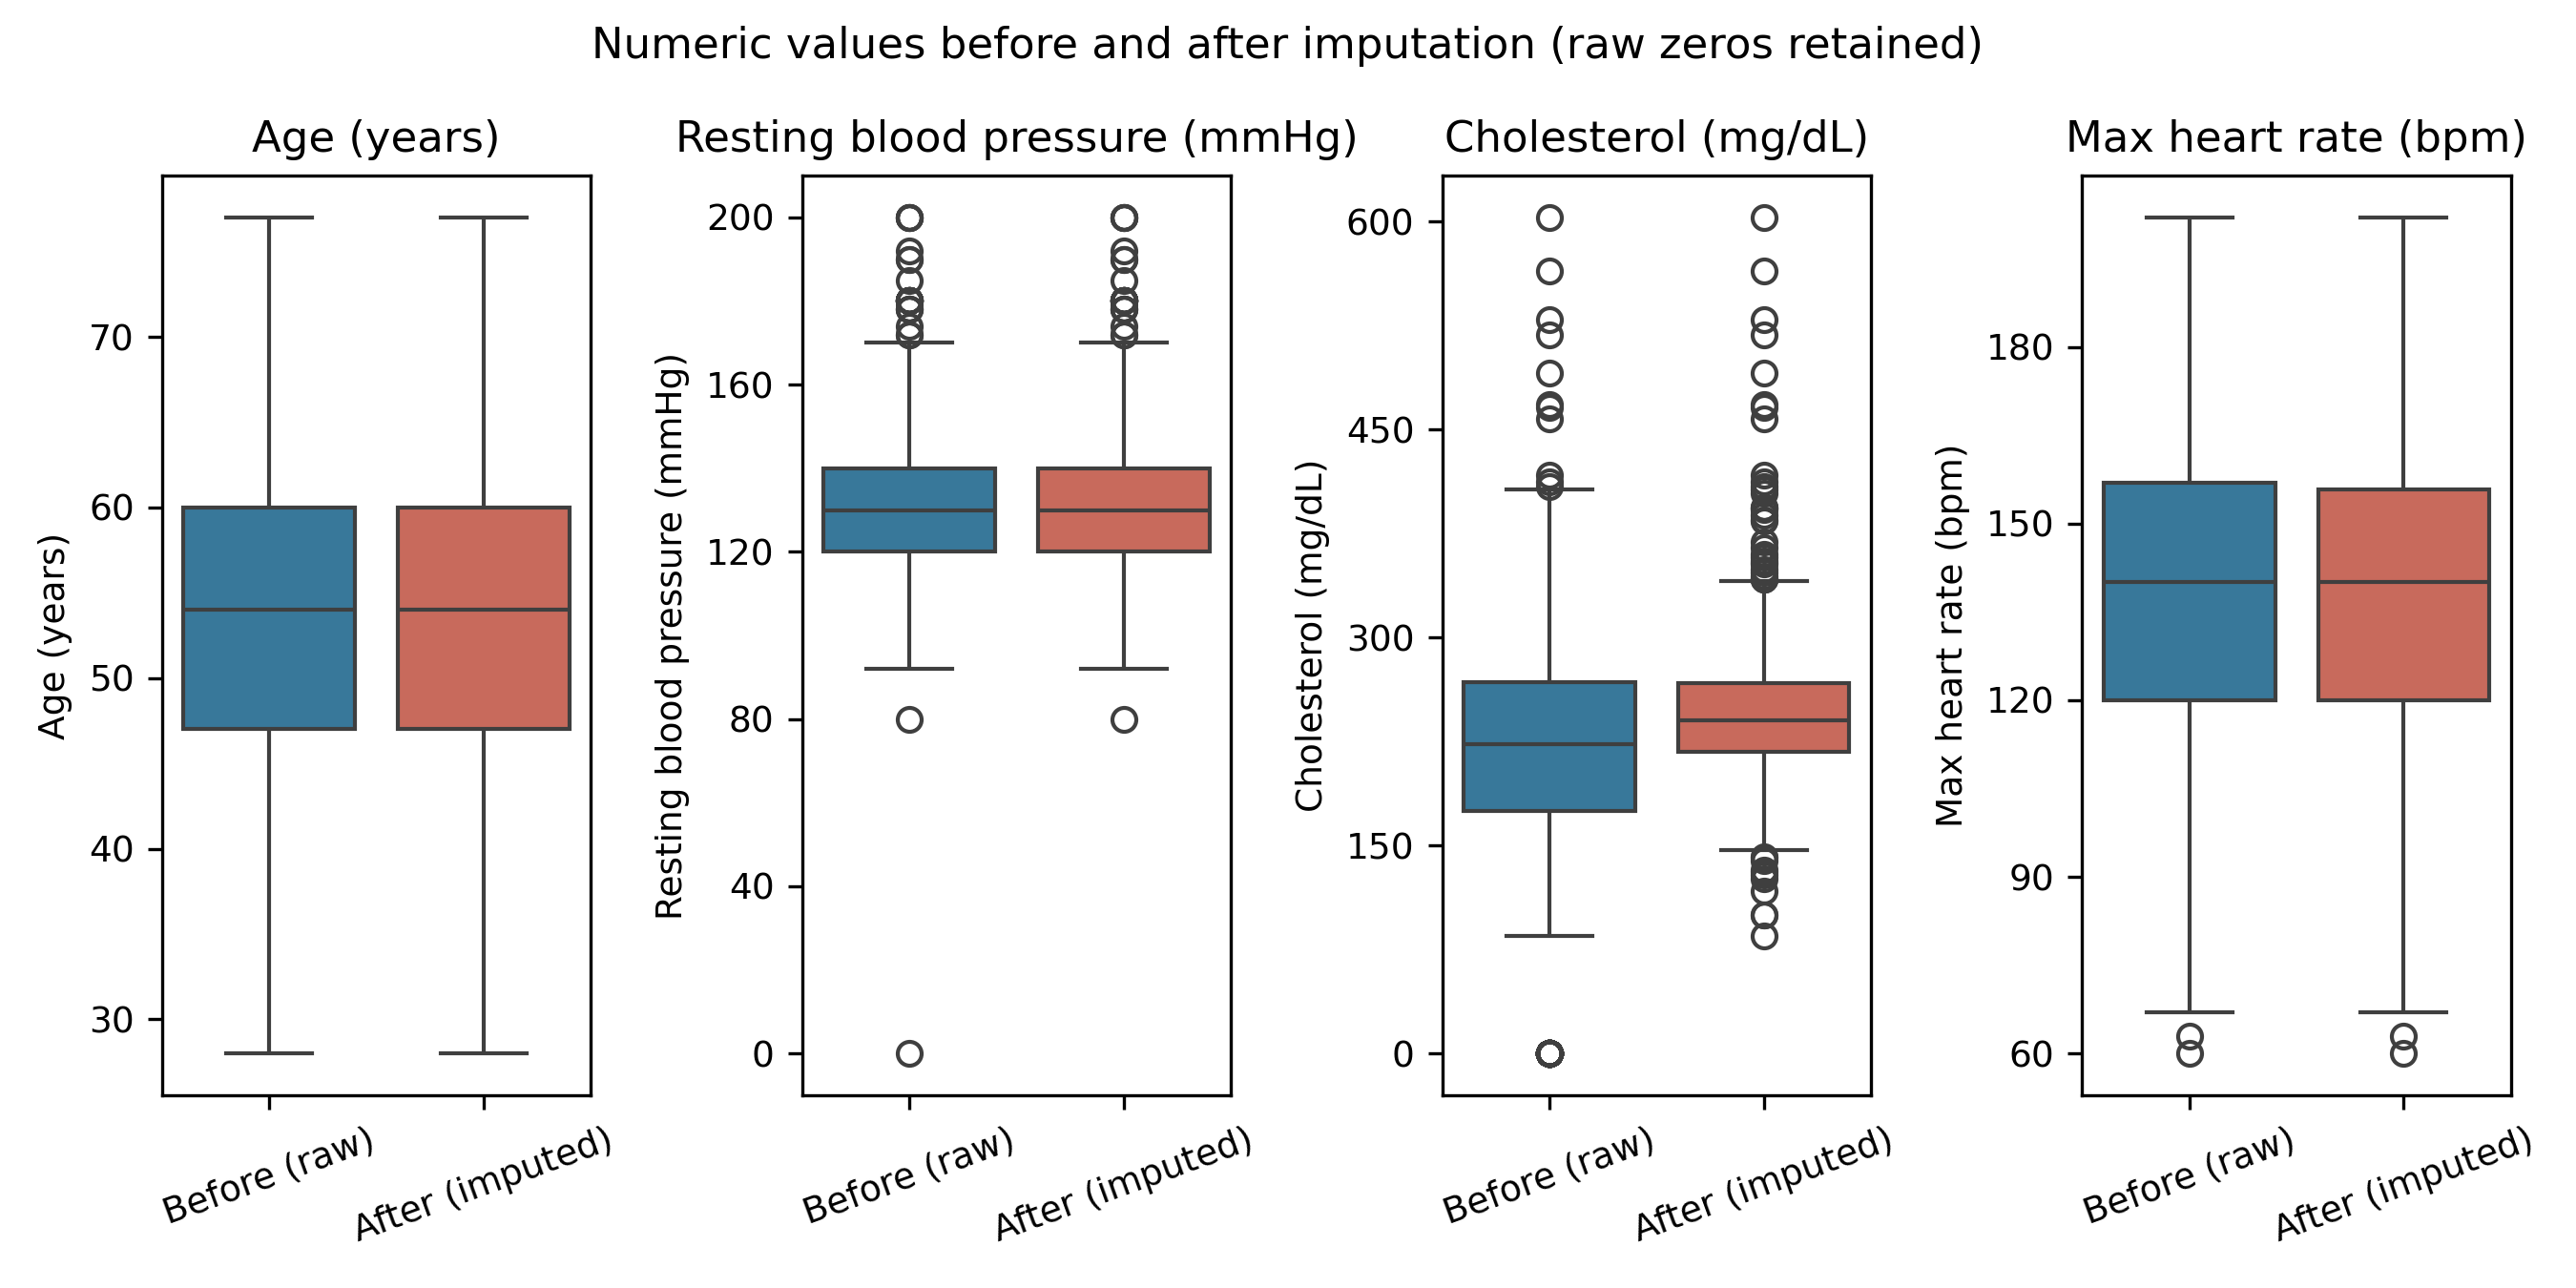 Numeric values before and after imputation (raw zeros retained)
Age (years)
Age (years)
70
60
50
40
30
Before (raw)
After (imputed)
Resting blood pressure (mmHg)
Resting blood pressure (mmHg)
200
160
120
80
40
0
Before (raw)
After (imputed)
Cholesterol (mg/dL)
Cholesterol (mg/dL)
600
450
300
150
0
Before (raw)
After (imputed)
Max heart rate (bpm)
Max heart rate (bpm)
180
150
120
90
60
Before (raw)
After (imputed)